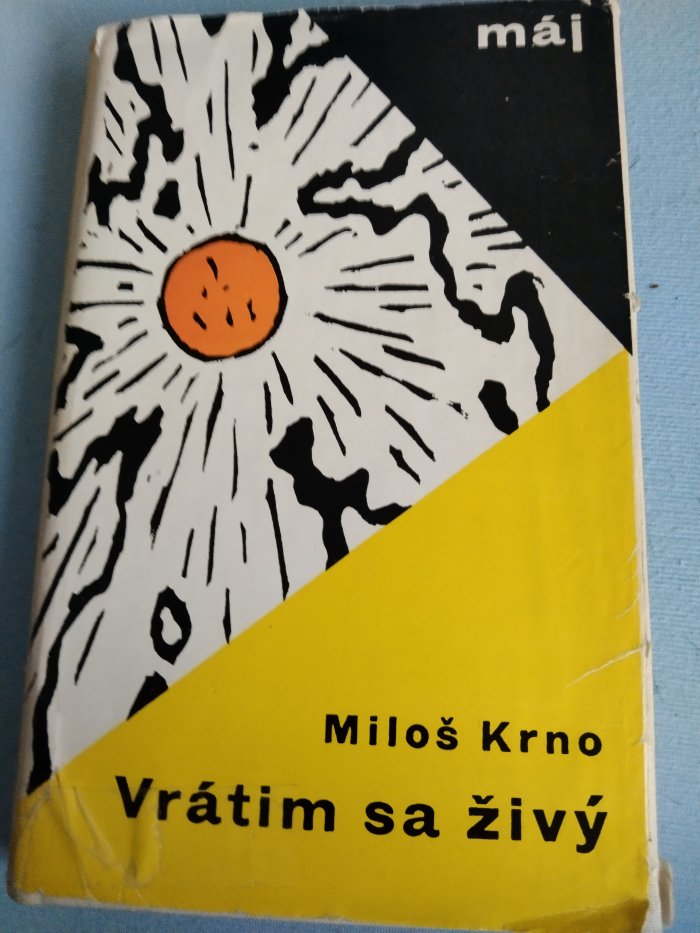 máj
Miloš Krno
Vrátim sa živý